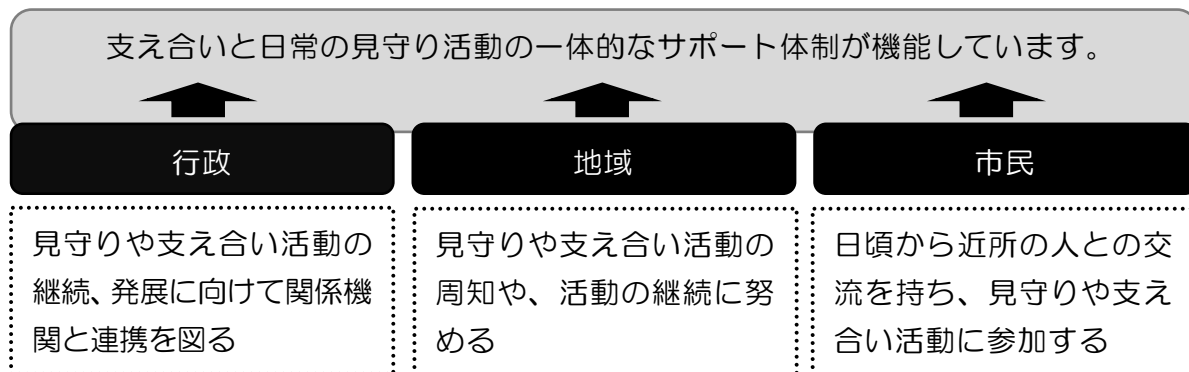 支え合いと日常の見守り活動の一体的なサポート体制が機能しています。
行政
地域
市民
見守りや支え合い活動の
継続、発展に向けて関係機
関と連携を図る
見守りや支え合い活動の
周知や、活動の継続に努
める
日頃から近所の人との交
流を持ち、見守りや支え
合い活動に参加する